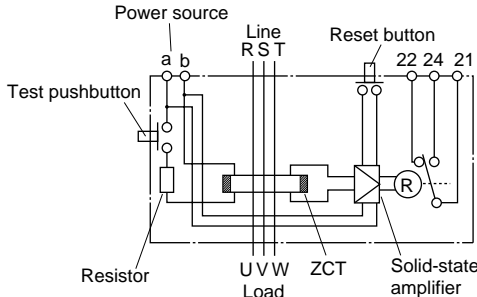 Power source
Line
Reset button
a b
R S T
22 24 21
Test pushbutton
R
Resistor
U V W
Load
ZCT
Solid-state
amplifier